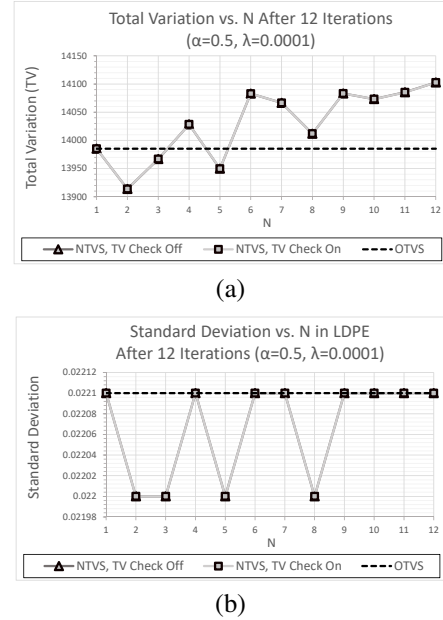 Total Variation vs. N After 12 Iterations
(α=0.5, λ=0.0001)
Total Variation (TV)
14150
14100
14050
14000
13950
13900
1 2 3 4 5 6 7 8 9 10 11 12
N
NTVS, TV Check Off NTVS, TV Check On OTVS
(a)
Standard Deviation vs. N in LDPE
After 12 Iterations (α=0.5, λ=0.0001)
Standard Deviation
0.02212
0.0221
0.02208
0.02206
0.02204
0.02202
0.022
0.02198
1 2 3 4 5 6 7 8 9 10 11 12
N
NTVS, TV Check Off NTVS, TV Check On OTVS
(b)